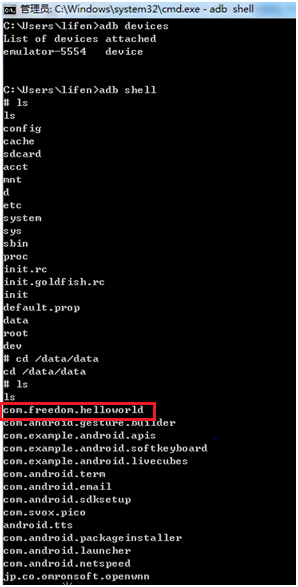 管理员: C:\Windows\system32\cmd.exe - adb shell
C:\Users\lifen>adb devices
List of devices attached
emulator-5554 device
C:\Users\lifen>adb shell
# ls
ls
config
cache
sdcard
acct
mnt
d
etc
system
sys
sbin
proc
init.rc
init.goldfish.rc
init
default.prop
data
root
dev
# cd /data/data
cd /data/data
# ls
ls
com.freedom.helloworld
com.android.gesture.builder
com.example.android.apis
com.example.android.softkeyboard
com.example.android.livecubes
com.android.term
com.android.email
com.android.sdksetup
com.svox.pico
android.tts
com.android.packageinstaller
com.android.launcher
com.android.netspeed
jp.co.omronsoft.openwnn